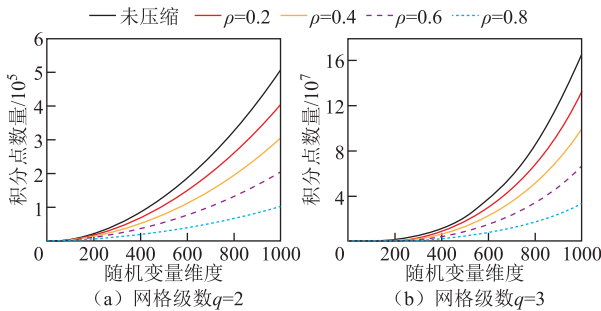 未压缩 ρ=0.2 ρ=0.4 ρ=0.6 ρ=0.8
积分点数量/10⁵
6
5
4
3
2
1
0 200 400 600 800 1000
随机变量维度
(a) 网格级数q=2
积分点数量/10⁷
16
12
8
4
0 200 400 600 800 1000
随机变量维度
(b) 网格级数q=3